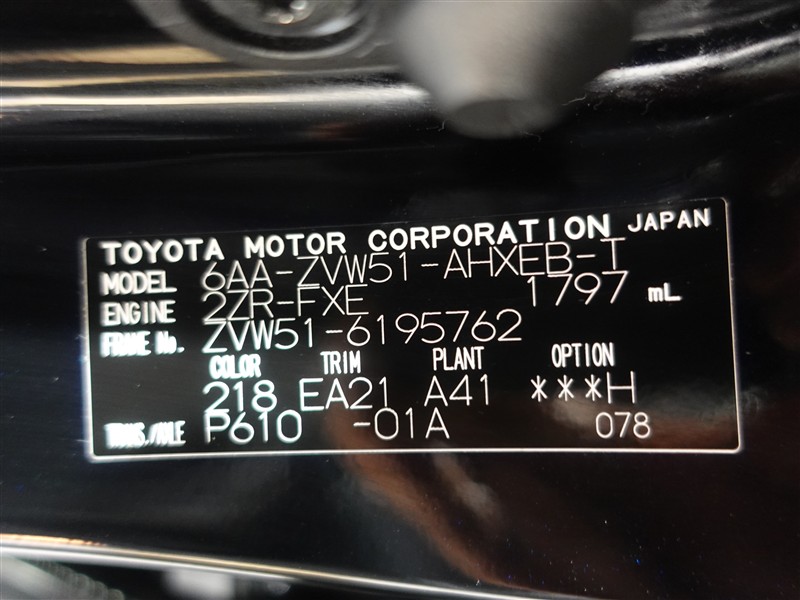 TOYOTA MOTOR CORPORATION JAPAN
MODEL 6AA-ZVW51-AHXEB-T
ENGINE 2ZR-FXE 1797 mL
FRAME No. ZVW51-6195762
COLOR TRIM PLANT OPTION
218 EA21 A41 ***H
TRANS./AXLE P610 -01A 078